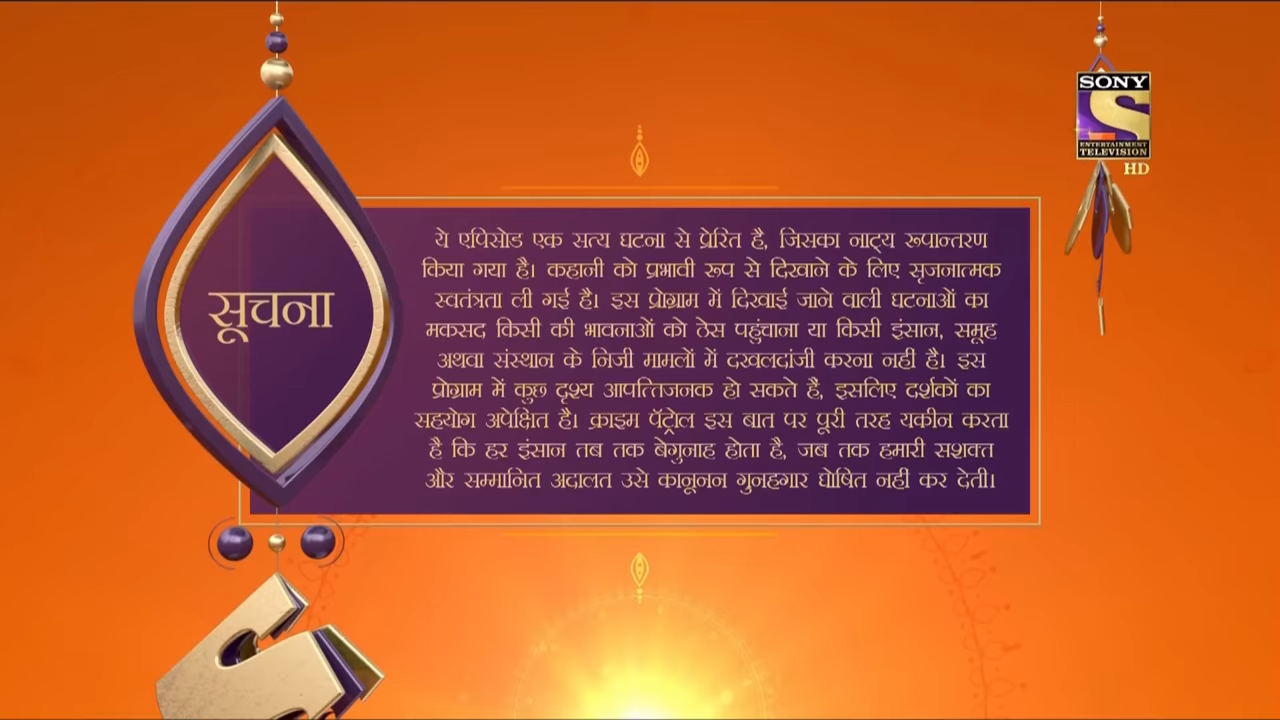 सूचना
ये एपिसोड एक सत्य घटना से प्रेरित है, जिसका नाट्य रूपान्तरण
किया गया है। कहानी को प्रभावी रूप से दिखाने के लिए सृजनात्मक
स्वतंत्रता ली गई है। इस प्रोग्राम में दिखाई जाने वाली घटनाओं का
मकसद किसी की भावनाओं को ठेस पहुंचाना या किसी इंसान, समूह
अथवा संस्थान के निजी मामलों में दखलदांजी करना नहीं है। इस
प्रोग्राम में कुछ दृश्य आपत्तिजनक हो सकते हैं, इसलिए दर्शकों का
सहयोग अपेक्षित है। क्राइम पॅट्रोल इस बात पर पूरी तरह यकीन करता
है कि हर इंसान तब तक बेगुनाह होता है, जब तक हमारी सशक्त
और सम्मानित अदालत उसे कानूनन गुनहगार घोषित नहीं कर देती।
SONY
ENTERTAINMENT
TELEVISION
HD